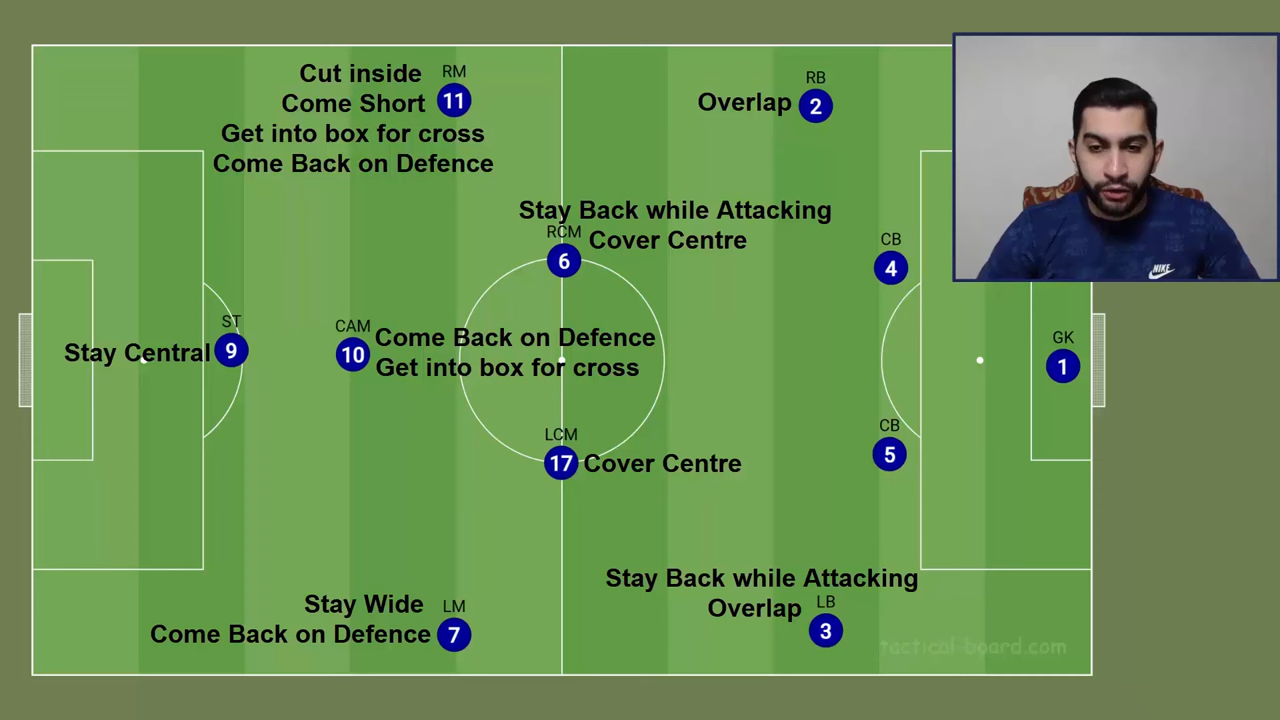 Cut inside
RM
Come Short
11
Get into box for cross
Come Back on Defence
RB
Overlap
2
NIKE
Stay Back while Attacking
RCM
Cover Centre
6
CB
4
ST
Stay Central
9
CAM
10
Come Back on Defence
Get into box for cross
GK
1
LCM
17
Cover Centre
CB
5
Stay Back while Attacking
Overlap
LB
3
Stay Wide
LM
Come Back on Defence
7
tactical-board.com